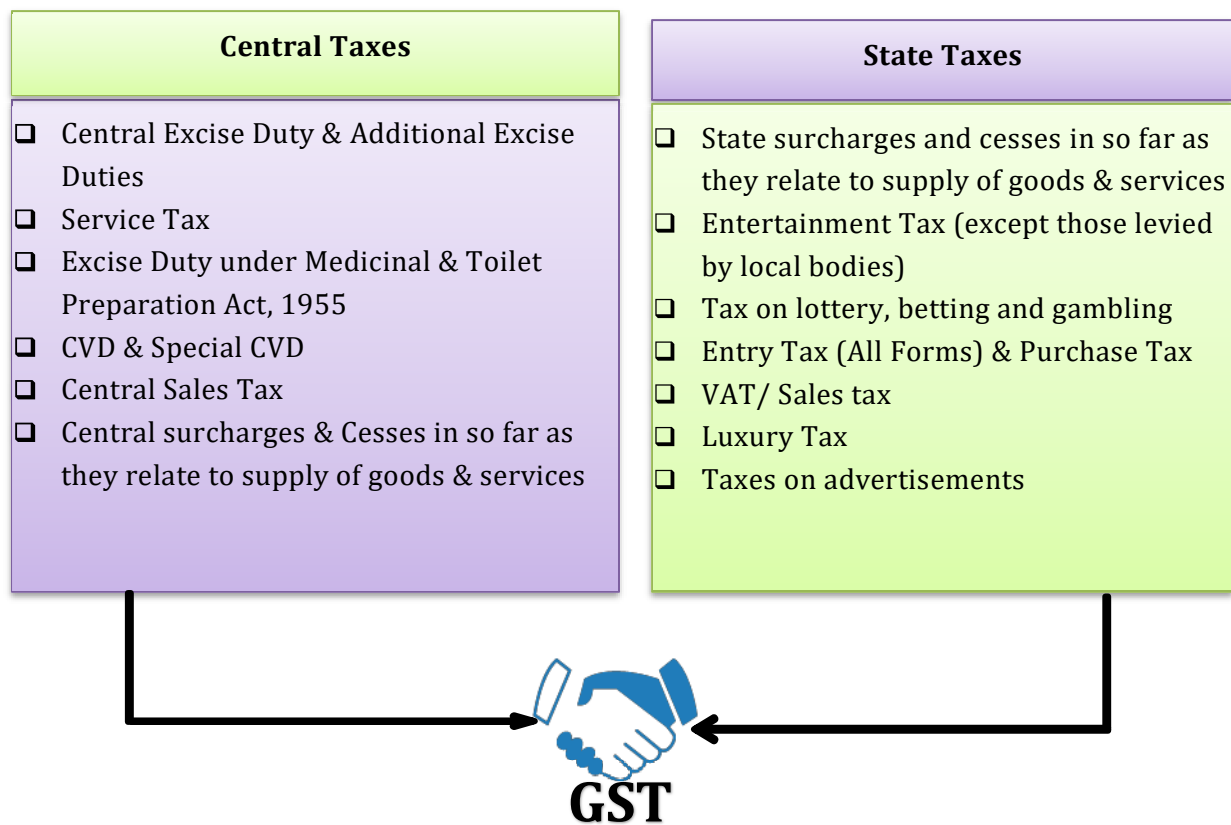 Central Taxes
❑ Central Excise Duty & Additional Excise
Duties
❑ Service Tax
❑ Excise Duty under Medicinal & Toilet
Preparation Act, 1955
❑ CVD & Special CVD
❑ Central Sales Tax
❑ Central surcharges & Cesses in so far as
they relate to supply of goods & services
State Taxes
❑ State surcharges and cesses in so far as
they relate to supply of goods & services
❑ Entertainment Tax (except those levied
by local bodies)
❑ Tax on lottery, betting and gambling
❑ Entry Tax (All Forms) & Purchase Tax
❑ VAT/ Sales tax
❑ Luxury Tax
❑ Taxes on advertisements
GST